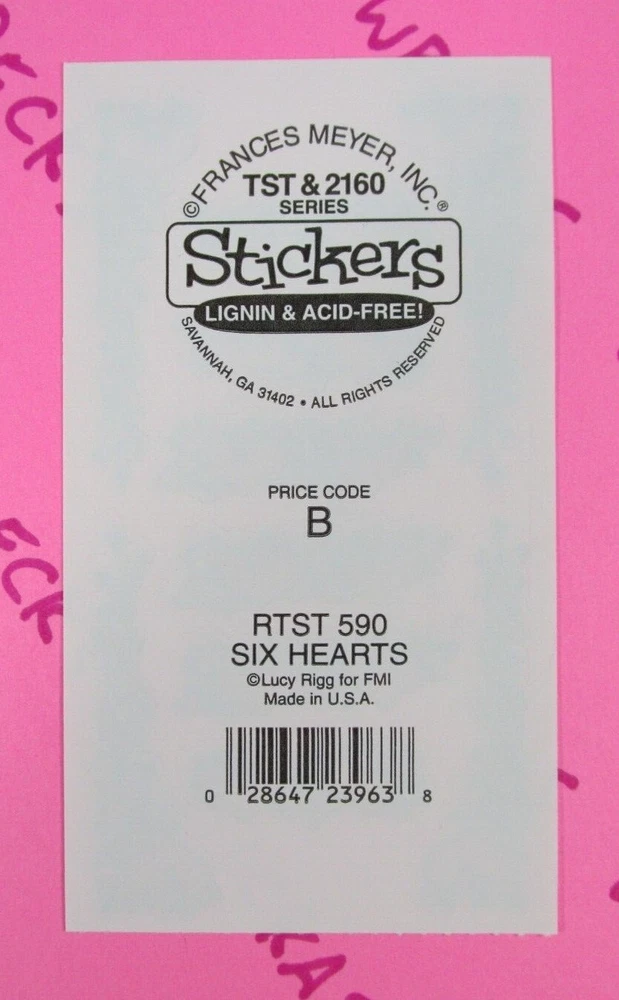 ©FRANCES MEYER, INC.®
TST & 2160
SERIES
Stickers
LIGNIN & ACID-FREE!
SAVANNAH, GA 31402 • ALL RIGHTS RESERVED
PRICE CODE
B
RTST 590
SIX HEARTS
©Lucy Rigg for FMI
Made in U.S.A.
0 28647 23963 8